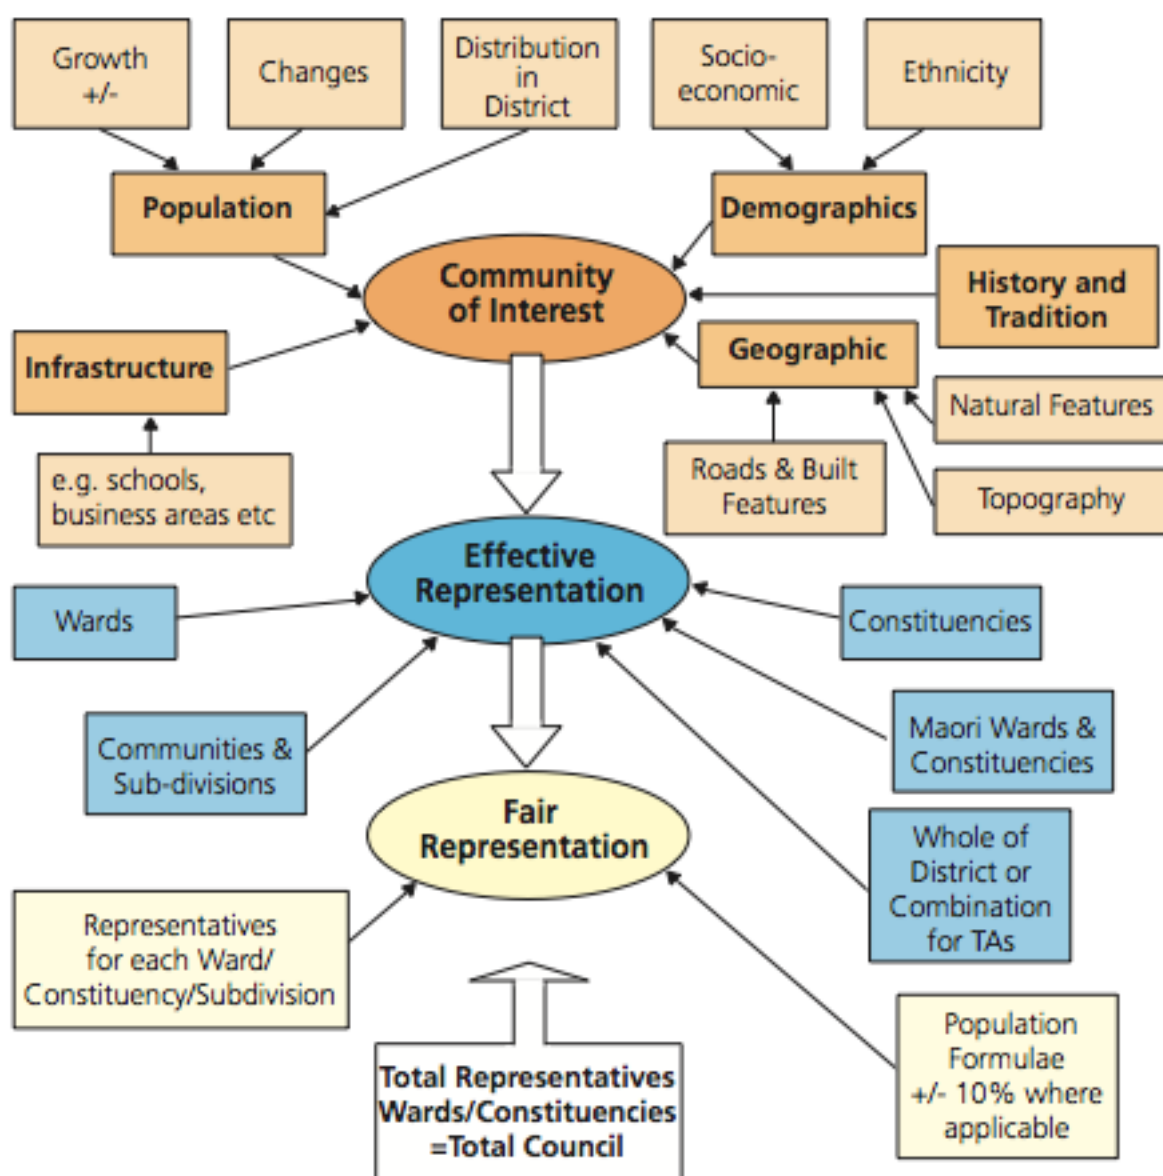 Growth
+/-
Changes
Distribution
in
District
Socio-
economic
Ethnicity
Population
Demographics
Community
of Interest
History and
Tradition
Infrastructure
Geographic
Natural Features
e.g. schools,
business areas etc
Roads & Built
Features
Topography
Effective
Representation
Wards
Constituencies
Communities &
Sub-divisions
Maori Wards &
Constituencies
Fair
Representation
Whole of
District or
Combination
for TAs
Representatives
for each Ward/
Constituency/Subdivision
Population
Formulae
+/- 10% where
applicable
Total Representatives
Wards/Constituencies
=Total Council